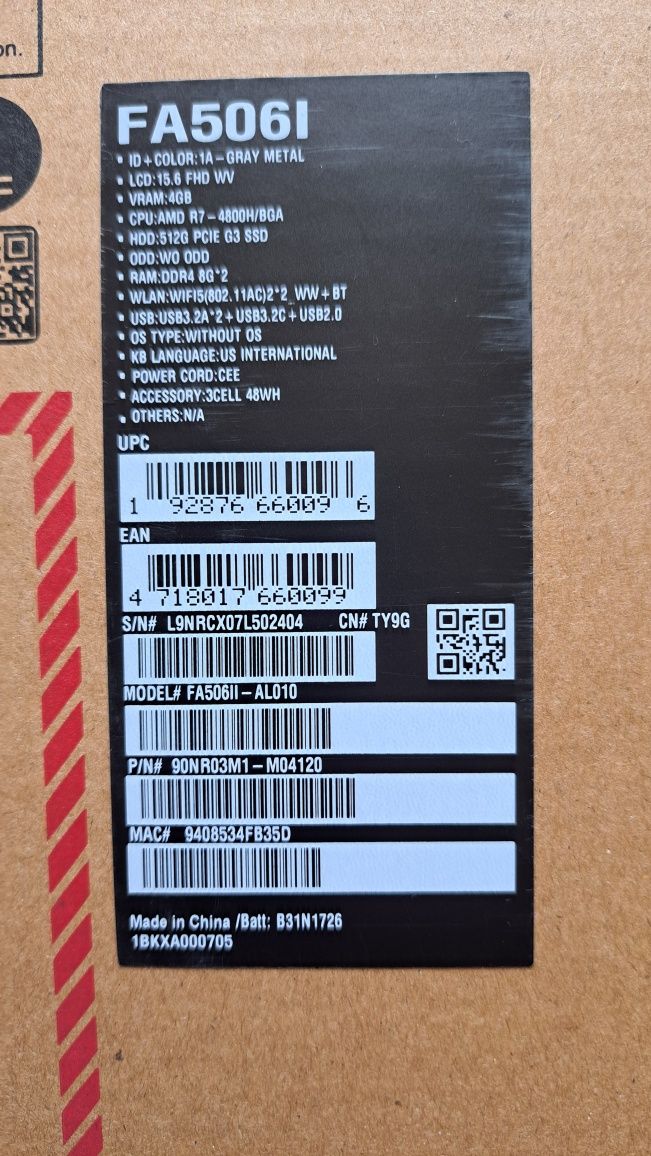 on.
FA506I
• ID+COLOR:1A-GRAY METAL
• LCD:15.6 FHD WV
• VRAM:4GB
• CPU:AMD R7-4800H/BGA
• HDD:512G PCIE G3 SSD
• ODD:WO ODD
• RAM:DDR4 8G*2
• WLAN:WIFI5(802.11AC)2*2_WW+BT
• USB:USB3.2A*2+USB3.2C+USB2.0
• OS TYPE:WITHOUT OS
• KB LANGUAGE:US INTERNATIONAL
• POWER CORD:CEE
• ACCESSORY:3CELL 48WH
• OTHERS:N/A
UPC
1 92876 66009 6
EAN
4 718017 660099
S/N# L9NRCX07L502404 CN# TY9G
MODEL# FA506II-AL010
P/N# 90NR03M1-M04120
MAC# 9408534FB35D
Made in China /Batt: B31N1726
1BKXA000705